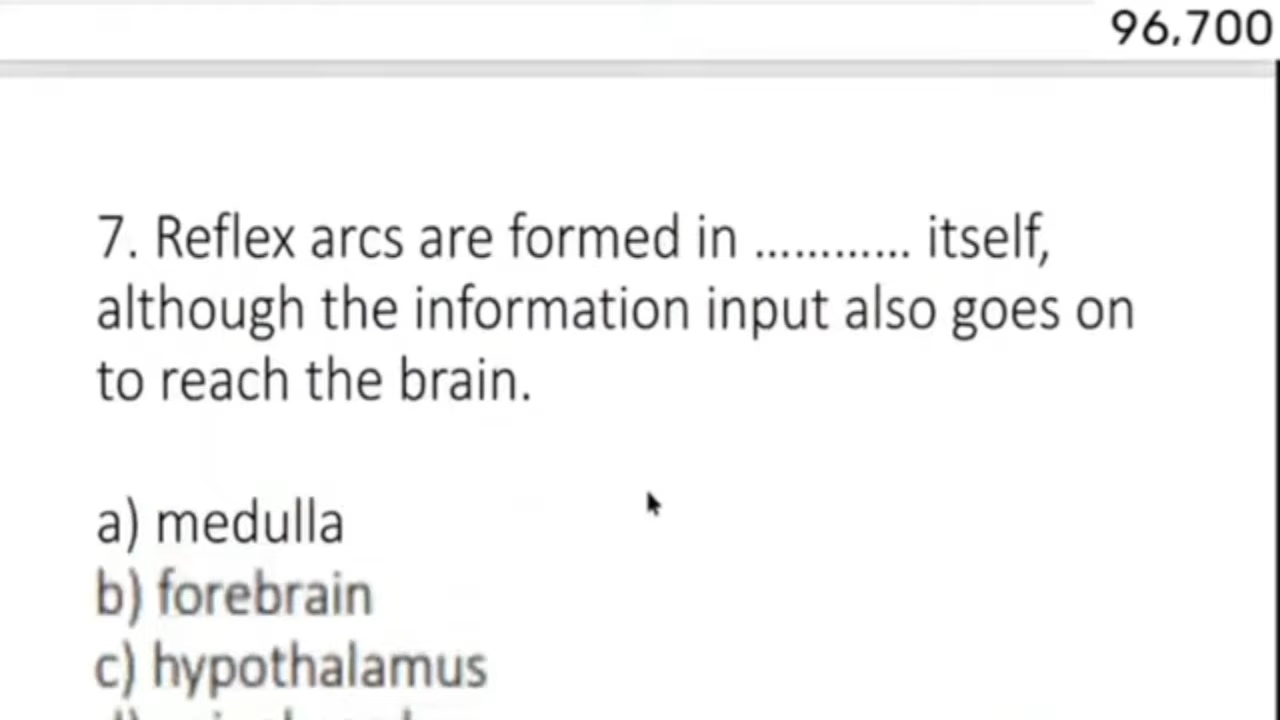 96,700
7. Reflex arcs are formed in ............ itself,
although the information input also goes on
to reach the brain.
a) medulla
b) forebrain
c) hypothalamus